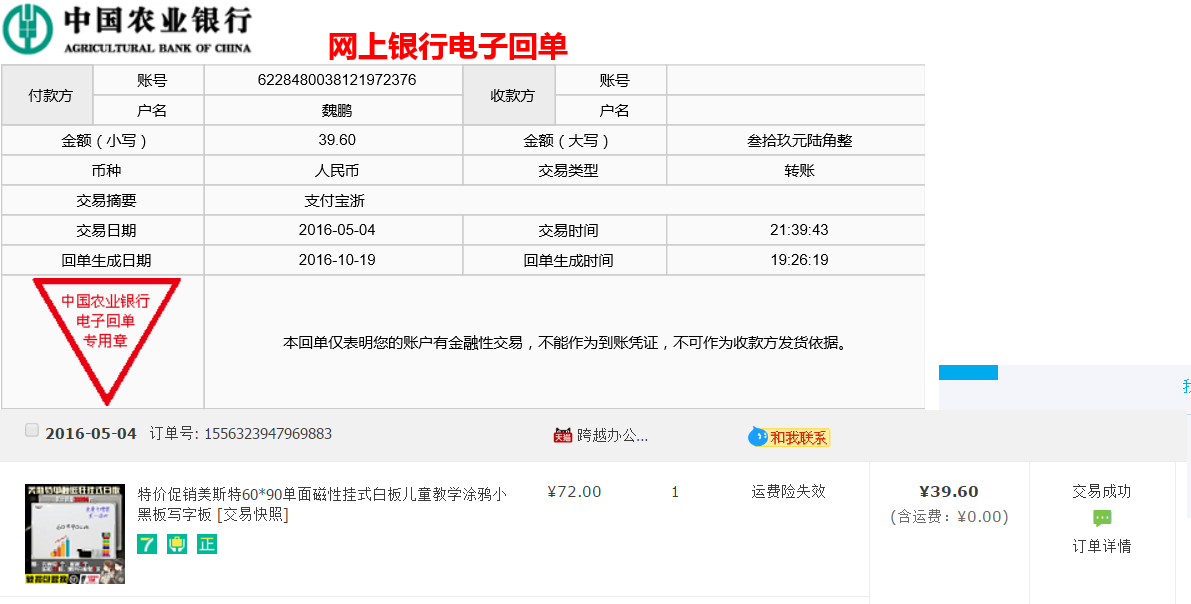 中国农业银行
AGRICULTURAL BANK OF CHINA
网上银行电子回单
付款方 账号 6228480038121972376 收款方 账号
户名 魏鹏 户名
金额（小写） 39.60 金额（大写） 叁拾玖元陆角整
币种 人民币 交易类型 转账
交易摘要 支付宝浙
交易日期 2016-05-04 交易时间 21:39:43
回单生成日期 2016-10-19 回单生成时间 19:26:19
中国农业银行
电子回单
专用章
本回单仅表明您的账户有金融性交易，不能作为到账凭证，不可作为收款方发货依据。
2016-05-04 订单号: 1556323947969883 天猫 跨越办公... 和我联系
特价促销美斯特60*90单面磁性挂式白板儿童教学涂鸦小 ¥72.00 1 运费险失效 ¥39.60 交易成功
黑板写字板 [交易快照] (含运费：¥0.00)
7 正 订单详情
60*90CM